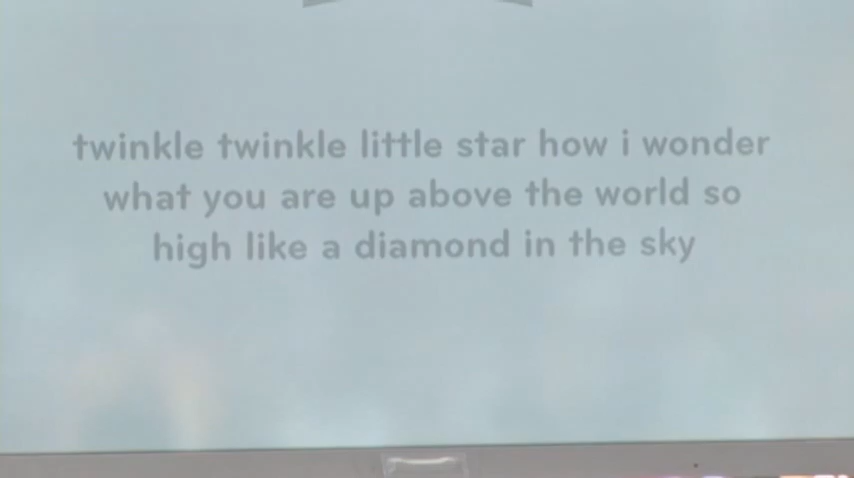 twinkle twinkle little star how i wonder
what you are up above the world so
high like a diamond in the sky